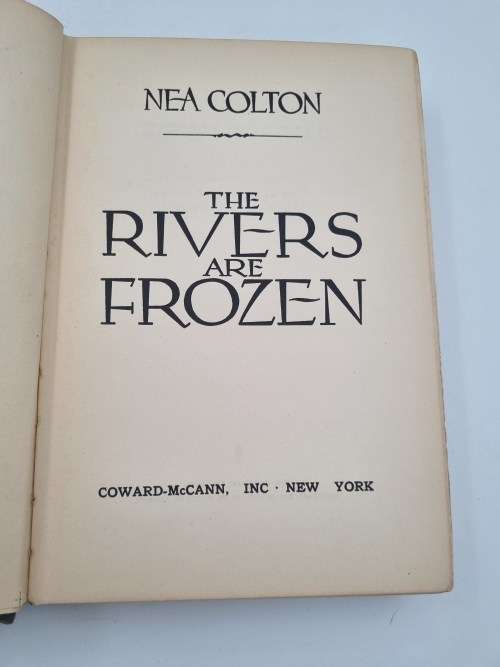 NEA COLTON
THE
RIVERS
ARE
FROZEN
COWARD-McCANN, INC · NEW YORK